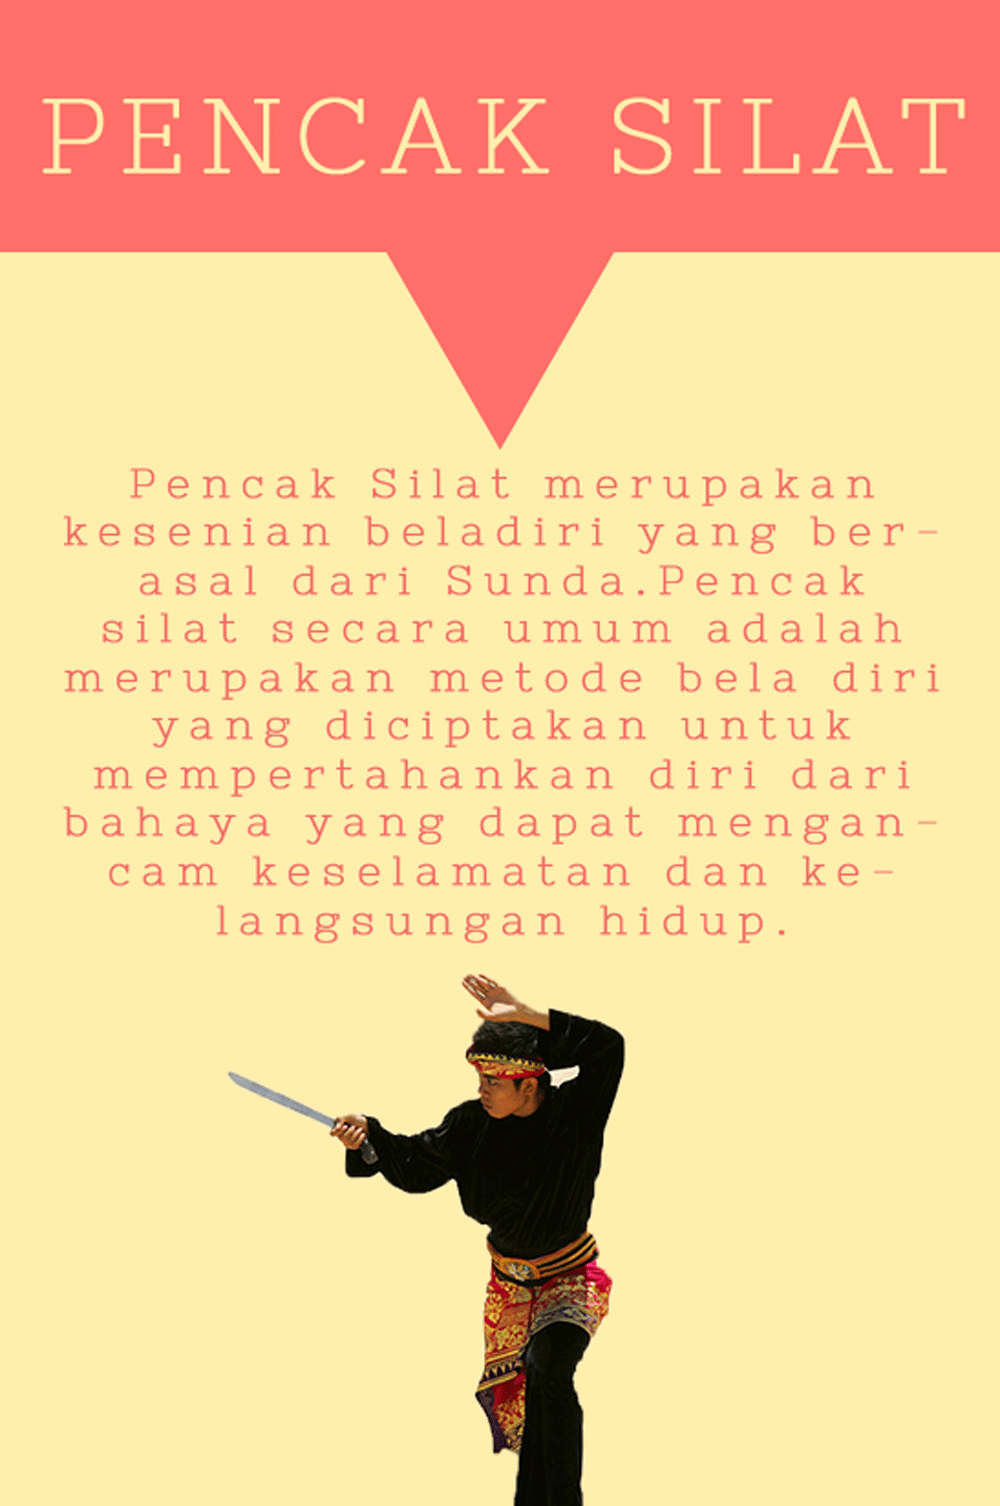 PENCAK SILAT
Pencak Silat merupakan
kesenian beladiri yang ber-
asal dari Sunda.Pencak
silat secara umum adalah
merupakan metode bela diri
yang diciptakan untuk
mempertahankan diri dari
bahaya yang dapat mengan-
cam keselamatan dan ke-
langsungan hidup.